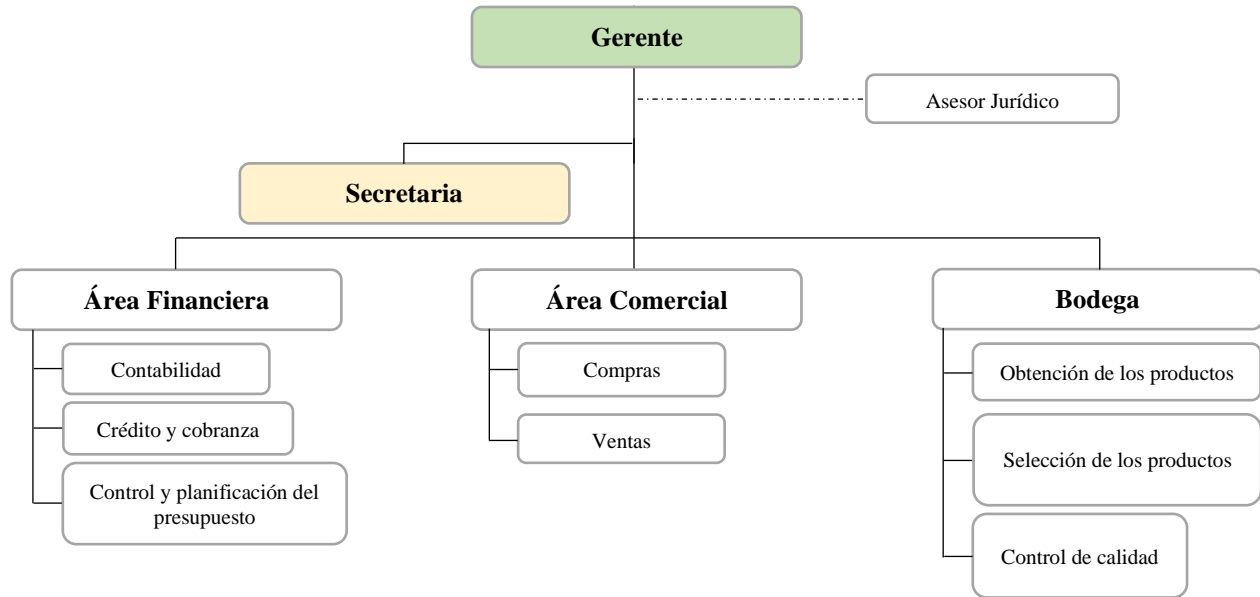 Gerente
Asesor Jurídico
Secretaria
Área Financiera
Área Comercial
Bodega
Contabilidad
Crédito y cobranza
Control y planificación del
presupuesto
Compras
Ventas
Obtención de los productos
Selección de los productos
Control de calidad